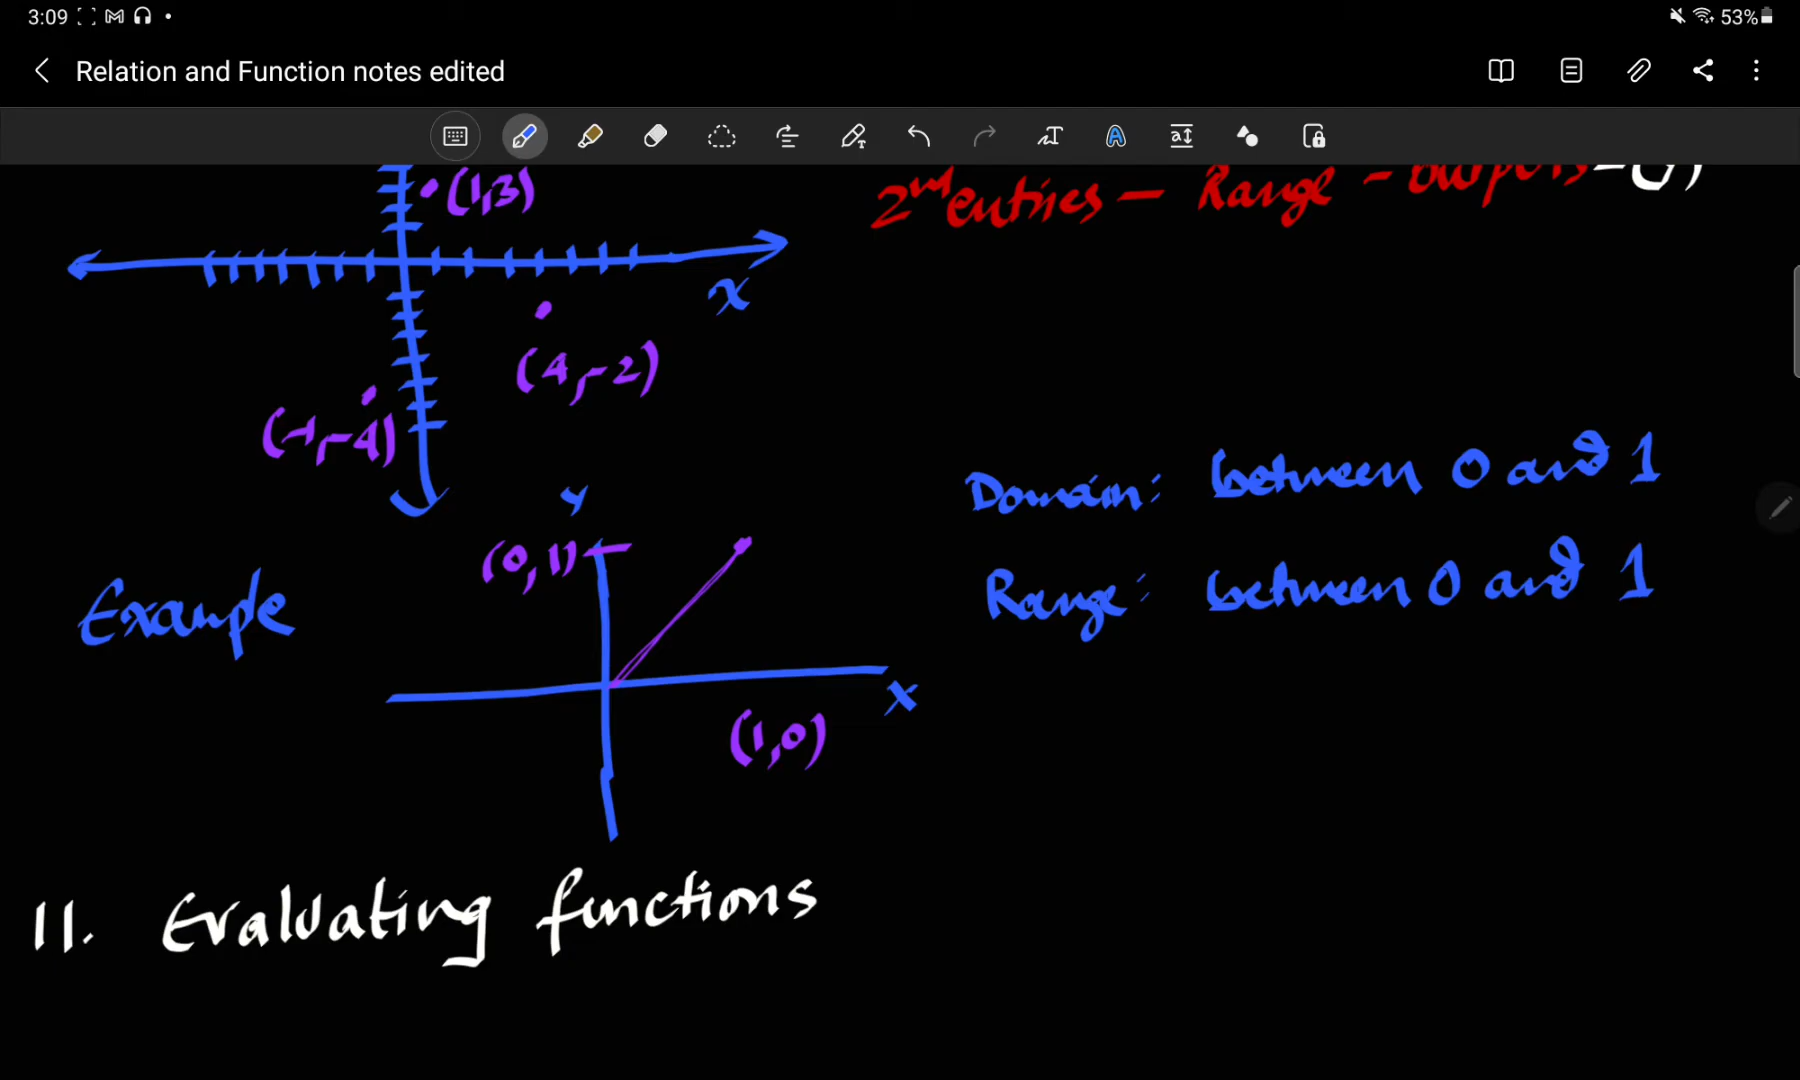 3:09
53%
Relation and Function notes edited
(1,3)
2nd entries - Range - outputs - (y)
x
(4,-2)
(-1,-4)
Domain: between 0 and 1
Range: between 0 and 1
y
(0,1)
Example
x
(1,0)
11. Evaluating functions